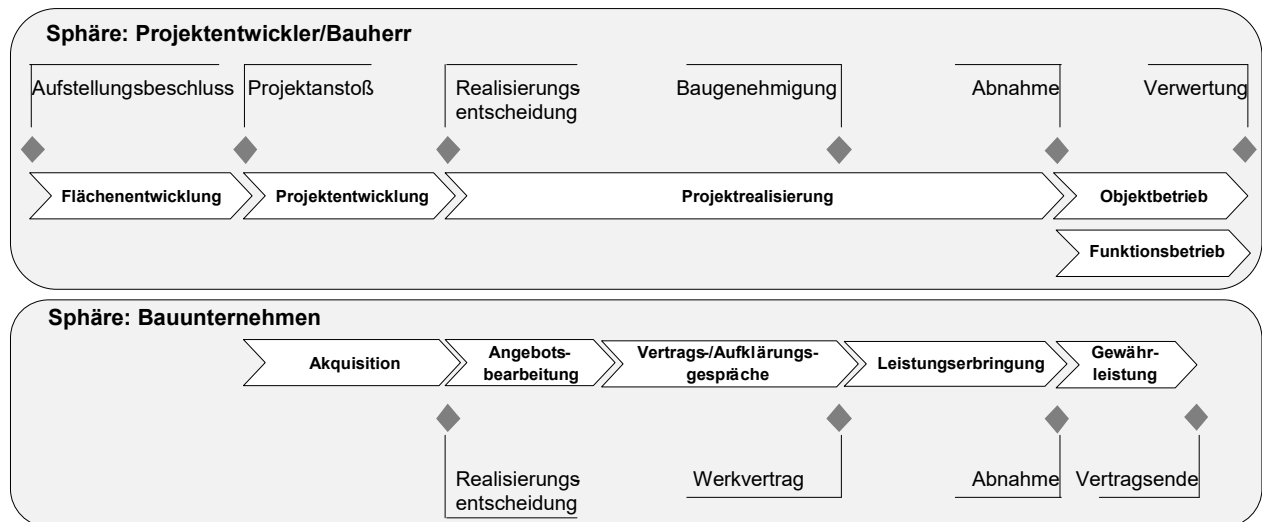 Sphäre: Projektentwickler/Bauherr
Aufstellungsbeschluss
Projektanstoß
Realisierungs-
entscheidung
Baugenehmigung
Abnahme
Verwertung
Flächenentwicklung
Projektentwicklung
Projektrealisierung
Objektbetrieb
Funktionsbetrieb
Sphäre: Bauunternehmen
Akquisition
Angebots-
bearbeitung
Vertrags-/Aufklärungs-
gespräche
Leistungserbringung
Gewähr-
leistung
Realisierungs-
entscheidung
Werkvertrag
Abnahme
Vertragsende